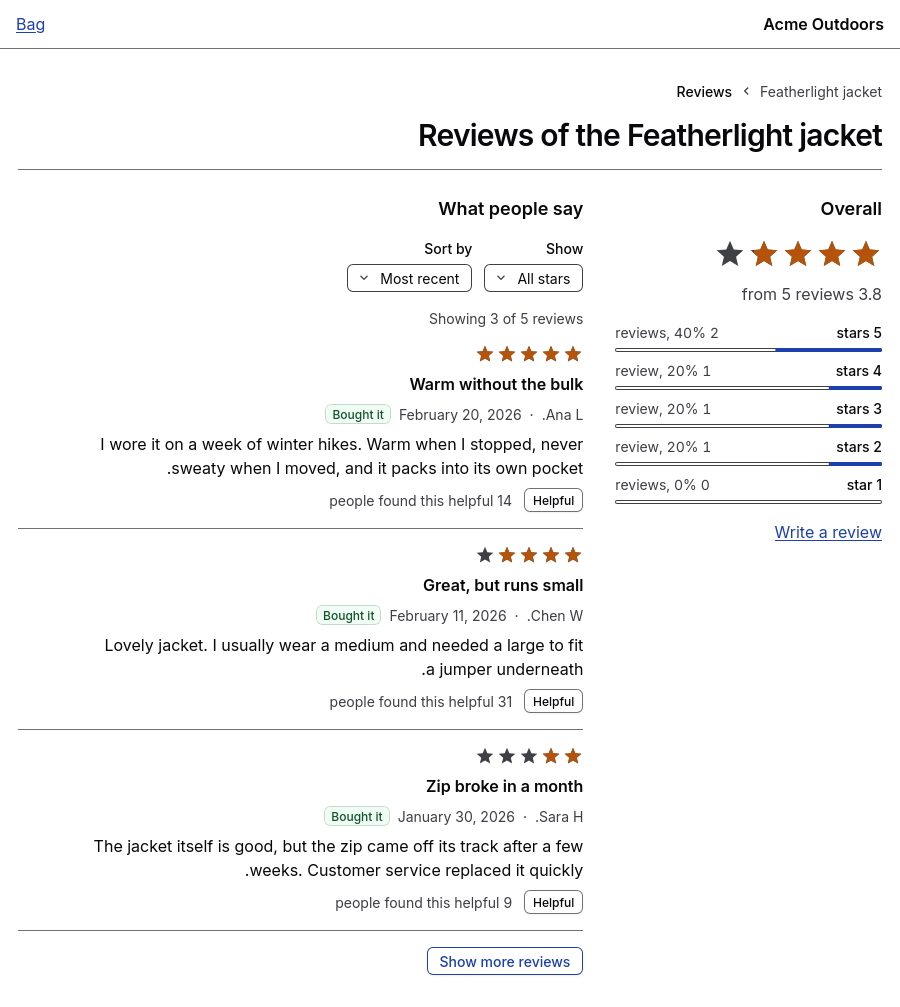 Acme Outdoors
Bag
Reviews ‹ Featherlight jacket
Reviews of the Featherlight jacket
Overall
from 5 reviews 3.8
stars 5
reviews, 40% 2
stars 4
review, 20% 1
stars 3
review, 20% 1
stars 2
review, 20% 1
star 1
reviews, 0% 0
Write a review
What people say
Show
All stars
Sort by
Most recent
Showing 3 of 5 reviews
Warm without the bulk
Bought it February 20, 2026 · .Ana L
I wore it on a week of winter hikes. Warm when I stopped, never
.sweaty when I moved, and it packs into its own pocket
people found this helpful 14 Helpful
Great, but runs small
Bought it February 11, 2026 · .Chen W
Lovely jacket. I usually wear a medium and needed a large to fit
.a jumper underneath
people found this helpful 31 Helpful
Zip broke in a month
Bought it January 30, 2026 · .Sara H
The jacket itself is good, but the zip came off its track after a few
.weeks. Customer service replaced it quickly
people found this helpful 9 Helpful
Show more reviews